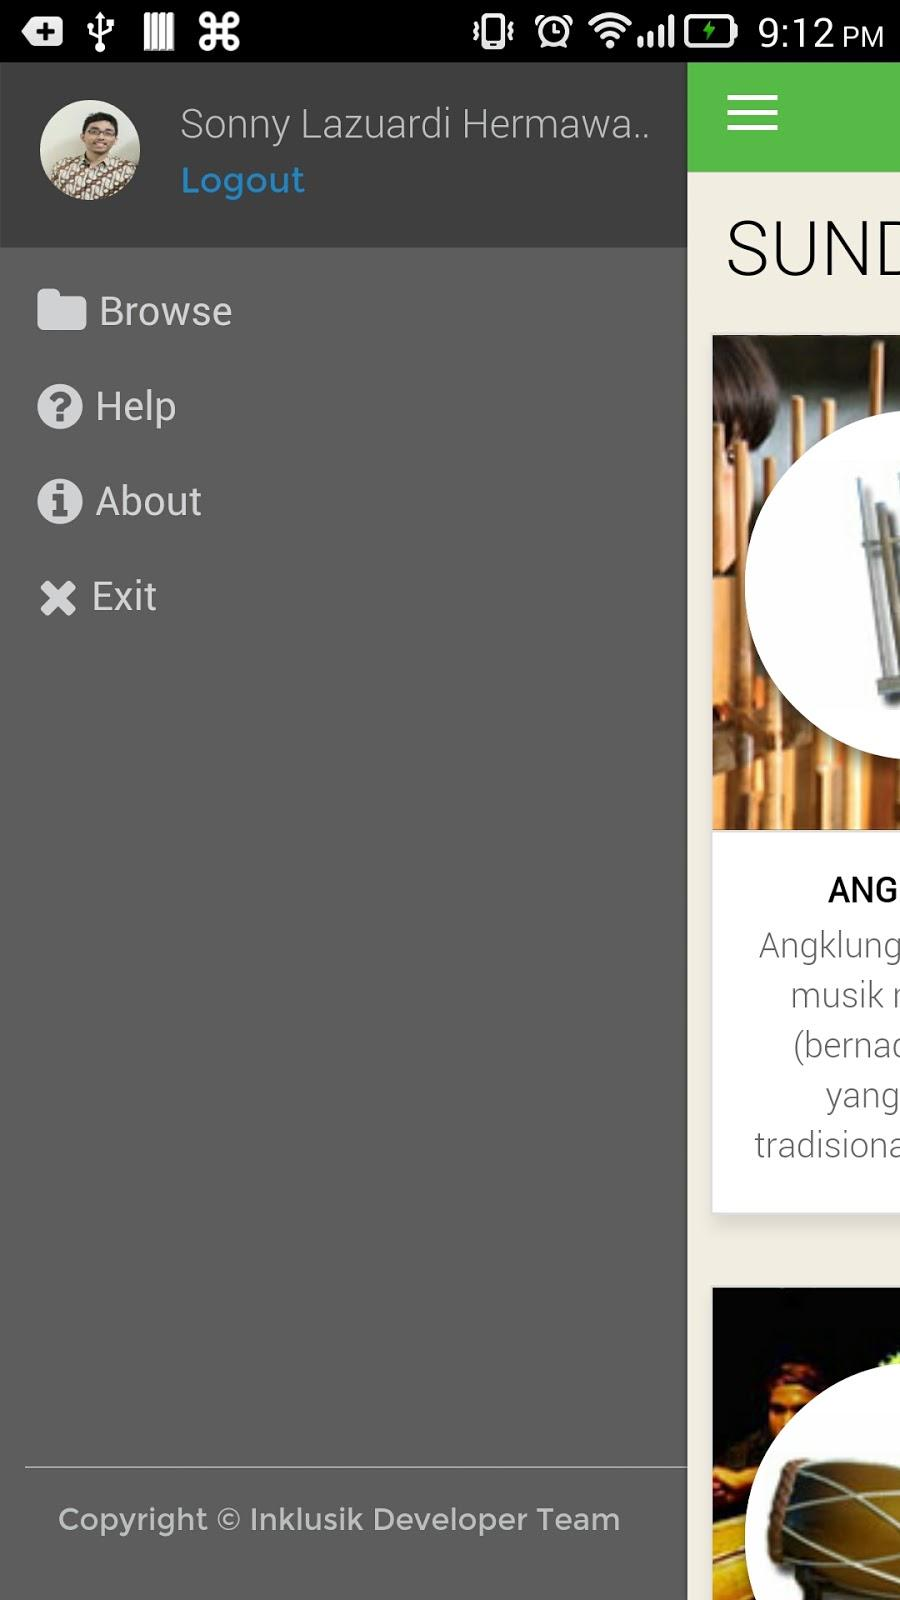 9:12 PM
Sonny Lazuardi Hermawa..
Logout
Browse
Help
About
Exit
Copyright © Inklusik Developer Team
SUND
ANG
Angklung
musik
(bernad
yang
tradisiona